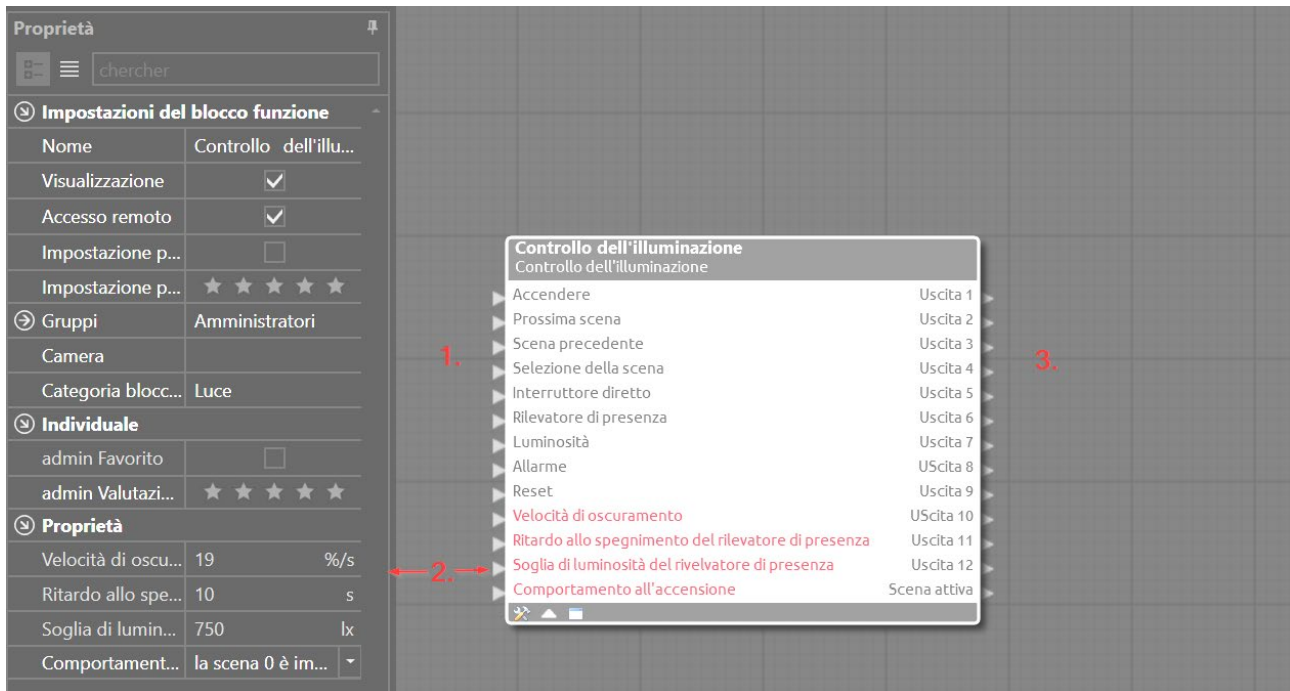 Proprietà
chercher
Impostazioni del blocco funzione
Nome Controllo dell'illu...
Visualizzazione
Accesso remoto
Impostazione p...
Impostazione p...
Gruppi Amministratori
Camera
Categoria blocc... Luce
Individuale
admin Favorito
admin Valutazi...
Proprietà
Velocità di oscu... 19 %/s
Ritardo allo spe... 10 s
Soglia di lumin... 750 lx
Comportament... la scena 0 è im...
1.
2.
Controllo dell'illuminazione
Controllo dell'illuminazione
Accendere Uscita 1
Prossima scena Uscita 2
Scena precedente Uscita 3
Selezione della scena Uscita 4
Interruttore diretto Uscita 5
Rilevatore di presenza Uscita 6
Luminosità Uscita 7
Allarme UScita 8
Reset Uscita 9
Velocità di oscuramento UScita 10
Ritardo allo spegnimento del rilevatore di presenza Uscita 11
Soglia di luminosità del rivelvatore di presenza Uscita 12
Comportamento all'accensione Scena attiva
3.